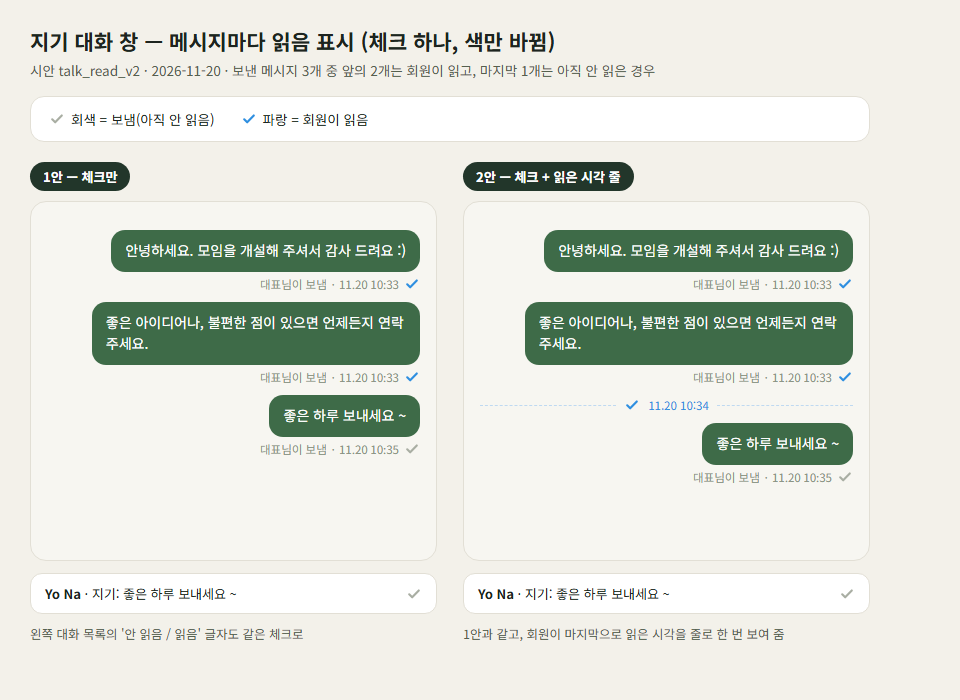 지기 대화 창 — 메시지마다 읽음 표시 (체크 하나, 색만 바뀜)
시안 talk_read_v2 · 2026-11-20 · 보낸 메시지 3개 중 앞의 2개는 회원이 읽고, 마지막 1개는 아직 안 읽은 경우
회색 = 보냄(아직 안 읽음)
파랑 = 회원이 읽음
1안 — 체크만
안녕하세요. 모임을 개설해 주셔서 감사 드려요 :)
대표님이 보냄 · 11.20 10:33
좋은 아이디어나, 불편한 점이 있으면 언제든지 연락
주세요.
대표님이 보냄 · 11.20 10:33
좋은 하루 보내세요 ~
대표님이 보냄 · 11.20 10:35
Yo Na · 지기: 좋은 하루 보내세요 ~
왼쪽 대화 목록의 '안 읽음 / 읽음' 글자도 같은 체크로
2안 — 체크 + 읽은 시각 줄
안녕하세요. 모임을 개설해 주셔서 감사 드려요 :)
대표님이 보냄 · 11.20 10:33
좋은 아이디어나, 불편한 점이 있으면 언제든지 연락
주세요.
대표님이 보냄 · 11.20 10:33
11.20 10:34
좋은 하루 보내세요 ~
대표님이 보냄 · 11.20 10:35
Yo Na · 지기: 좋은 하루 보내세요 ~
1안과 같고, 회원이 마지막으로 읽은 시각을 줄로 한 번 보여 줌